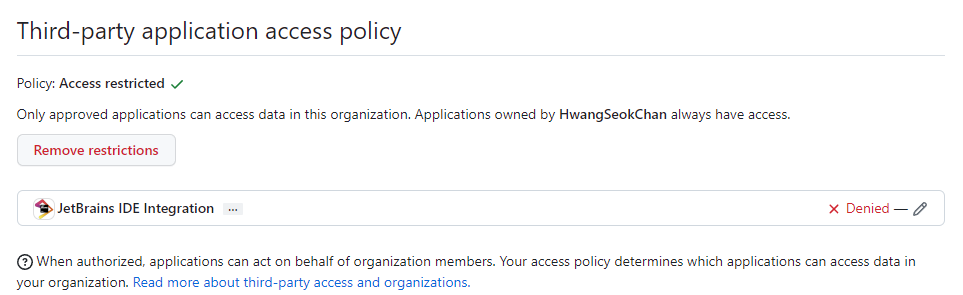 Third-party application access policy
Policy: Access restricted ✓
Only approved applications can access data in this organization. Applications owned by HwangSeokChan always have access.
Remove restrictions
JetBrains IDE Integration ... × Denied —
? When authorized, applications can act on behalf of organization members. Your access policy determines which applications can access data in
your organization. Read more about third-party access and organizations.